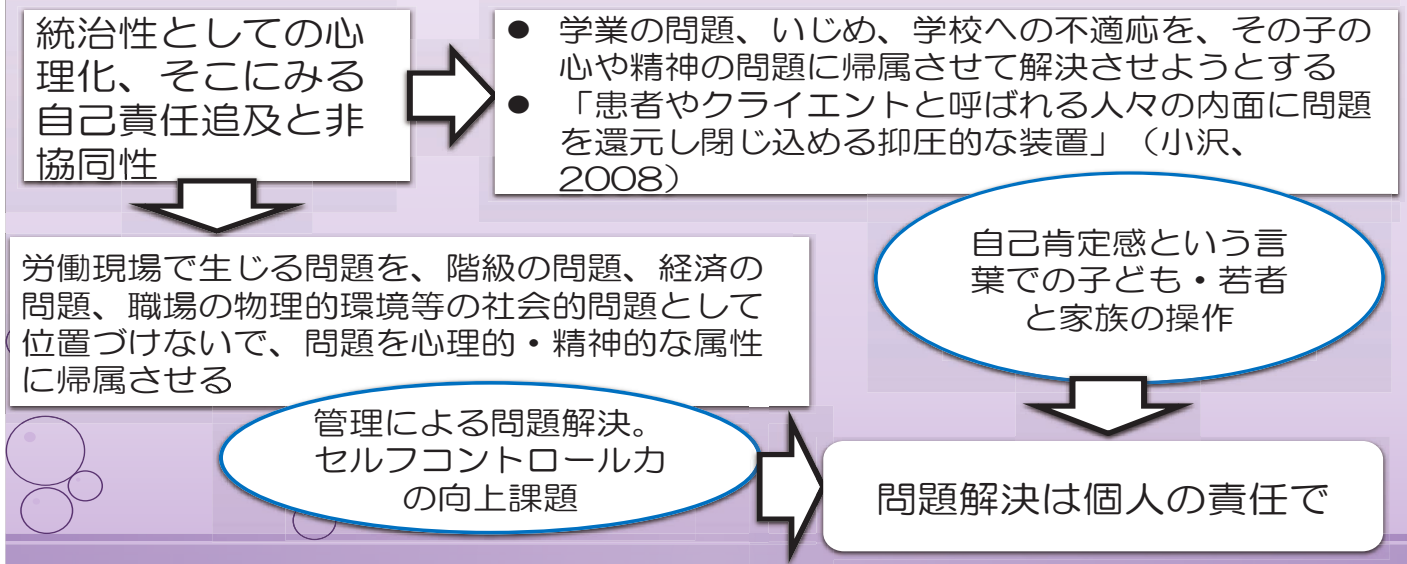 統治性としての心
理化、そこにみる
自己責任追及と非
協同性
● 学業の問題、いじめ、学校への不適応を、その子の
心や精神の問題に帰属させて解決させようとする
● 「患者やクライエントと呼ばれる人々の内面に問題
を還元し閉じ込める抑圧的な装置」（小沢、
2008）
労働現場で生じる問題を、階級の問題、経済の
問題、職場の物理的環境等の社会的問題として
位置づけないで、問題を心理的・精神的な属性
に帰属させる
自己肯定感という言
葉での子ども・若者
と家族の操作
管理による問題解決。
セルフコントロール力
の向上課題
問題解決は個人の責任で